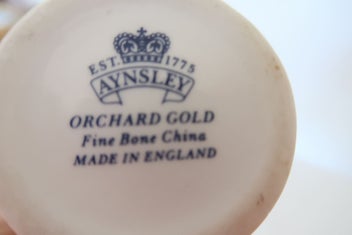 EST. 1775
AYNSLEY
ORCHARD GOLD
Fine Bone China
MADE IN ENGLAND